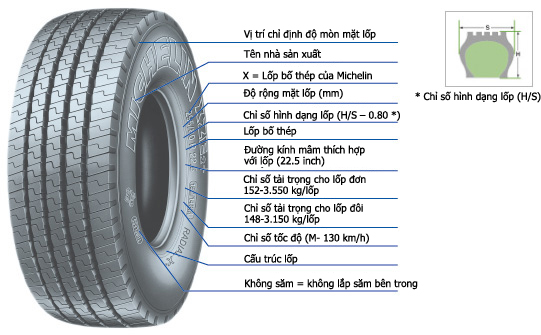 Vị trí chỉ định độ mòn mặt lốp
Tên nhà sản xuất
X = Lốp bố thép của Michelin
Độ rộng mặt lốp (mm)
Chỉ số hình dạng lốp (H/S – 0.80 *)
Lốp bố thép
Đường kính mâm thích hợp
với lốp (22.5 inch)
Chỉ số tải trọng cho lốp đơn
152-3.550 kg/lốp
Chỉ số tải trọng cho lốp đôi
148-3.150 kg/lốp
Chỉ số tốc độ (M- 130 km/h)
Cấu trúc lốp
Không săm = không lắp săm bên trong
S
H
* Chỉ số hình dạng lốp (H/S)
MICHELIN
RADIAL X